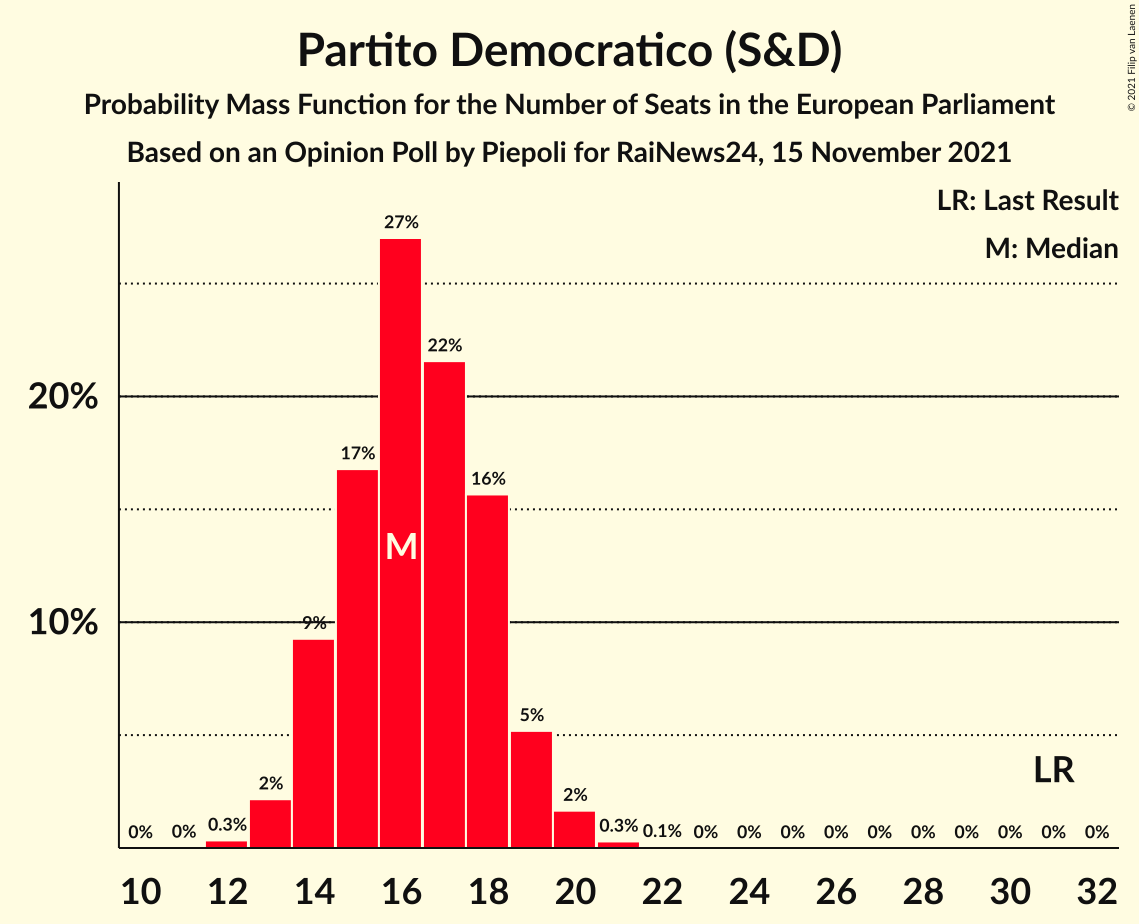 Partito Democratico (S&D)
Probability Mass Function for the Number of Seats in the European Parliament
Based on an Opinion Poll by Piepoli for RaiNews24, 15 November 2021
© 2021 Filip van Laenen
LR: Last Result
M: Median
20%
10%
0% 0% 0.3% 2% 9% 17% 27% 22% 16% 5% 2% 0.3% 0.1% 0% 0% 0% 0% 0% 0% 0% 0% 0% 0%
M
LR
10 12 14 16 18 20 22 24 26 28 30 32